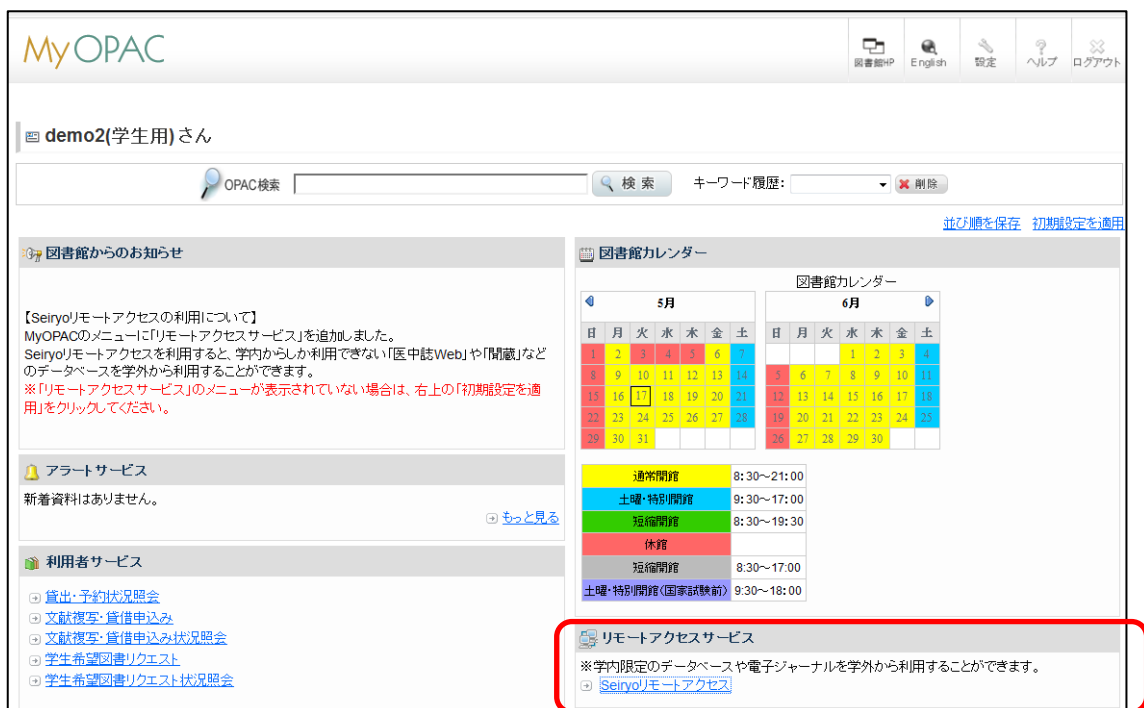 MyOPAC
図書館HP
English
設定
ヘルプ
ログアウト
demo2(学生用)さん
OPAC検索 検 索 キーワード履歴: 削除
並び順を保存 初期設定を適用
図書館からのお知らせ
【Seiryoリモートアクセスの利用について】
MyOPACのメニューに「リモートアクセスサービス」を追加しました。
Seiryoリモートアクセスを利用すると、学内からしか利用できない「医中誌Web」や「聞蔵」など
のデータベースを学外から利用することができます。
※「リモートアクセスサービス」のメニューが表示されていない場合は、右上の「初期設定を適
用」をクリックしてください。
アラートサービス
新着資料はありません。
もっと見る
利用者サービス
貸出・予約状況照会
文献複写・貸借申込み
文献複写・貸借申込み状況照会
学生希望図書リクエスト
学生希望図書リクエスト状況照会
図書館カレンダー
図書館カレンダー
5月
日 月 火 水 木 金 土
1 2 3 4 5 6 7
8 9 10 11 12 13 14
15 16 17 18 19 20 21
22 23 24 25 26 27 28
29 30 31
6月
日 月 火 水 木 金 土
1 2 3 4
5 6 7 8 9 10 11
12 13 14 15 16 17 18
19 20 21 22 23 24 25
26 27 28 29 30
通常開館 8:30～21:00
土曜・特別開館 9:30～17:00
短縮開館 8:30～19:30
休館
短縮開館 8:30～17:00
土曜・特別開館(国家試験前) 9:30～18:00
リモートアクセスサービス
※学内限定のデータベースや電子ジャーナルを学外から利用することができます。
Seiryoリモートアクセス